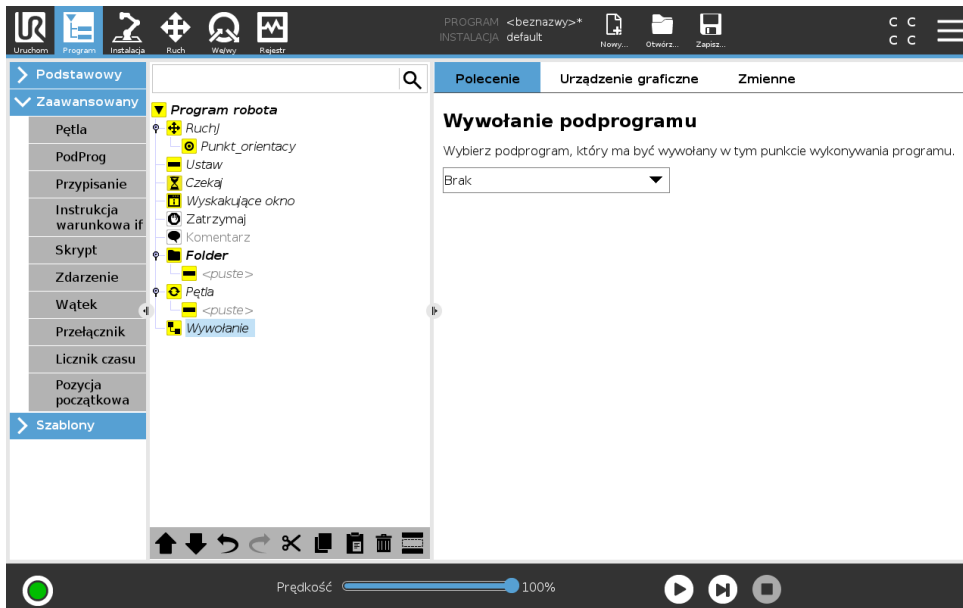 UR
PROGRAM <beznazwy>*
INSTALACJA default
Uruchom Program Instalacja Ruch We/wy Rejestr
Nowy... Otwórz... Zapisz...
C C
C C
Podstawowy
Zaawansowany
Pętla
PodProg
Przypisanie
Instrukcja
warunkowa if
Skrypt
Zdarzenie
Wątek
Przełącznik
Licznik czasu
Pozycja
początkowa
Szablony
Program robota
RuchJ
Punkt_orientacy
Ustaw
Czekaj
Wyskakujące okno
Zatrzymaj
Komentarz
Folder
<puste>
Pętla
<puste>
Wywołanie
Polecenie Urządzenie graficzne Zmienne
Wywołanie podprogramu
Wybierz podprogram, który ma być wywołany w tym punkcie wykonywania programu.
Brak
Prędkość 100%